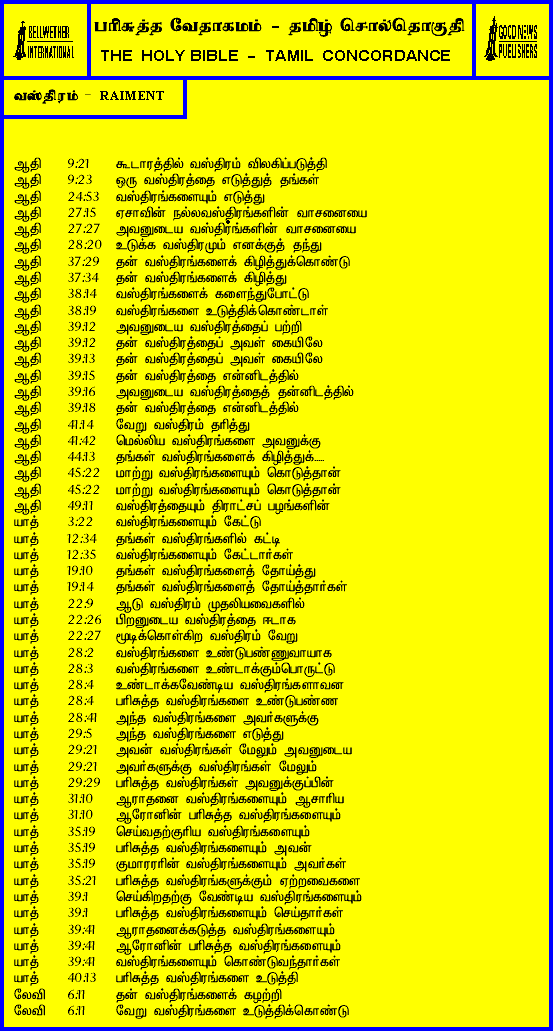 BELLWETHER
INTERNATIONAL
பரிசுத்த வேதாகமம் - தமிழ் சொல்தொகுதி
THE HOLY BIBLE - TAMIL CONCORDANCE
GOOD NEWS
PUBLISHERS
வஸ்திரம் - RAIMENT
ஆதி 9:21 கூடாரத்தில் வஸ்திரம் விலகிப்படுத்தி
ஆதி 9:23 ஒரு வஸ்திரத்தை எடுத்துத் தங்கள்
ஆதி 24:53 வஸ்திரங்களையும் எடுத்து
ஆதி 27:15 ஏசாவின் நல்லவஸ்திரங்களின் வாசனையை
ஆதி 27:27 அவனுடைய வஸ்திரங்களின் வாசனையை
ஆதி 28:20 உடுக்க வஸ்திரமும் எனக்குத் தந்து
ஆதி 37:29 தன் வஸ்திரங்களைக் கிழித்துக்கொண்டு
ஆதி 37:34 தன் வஸ்திரங்களைக் கிழித்து
ஆதி 38:14 வஸ்திரங்களைக் களைந்துபோட்டு
ஆதி 38:19 வஸ்திரங்களை உடுத்திக்கொண்டாள்
ஆதி 39:12 அவனுடைய வஸ்திரத்தைப் பற்றி
ஆதி 39:12 தன் வஸ்திரத்தைப் அவள் கையிலே
ஆதி 39:13 தன் வஸ்திரத்தைப் அவள் கையிலே
ஆதி 39:15 தன் வஸ்திரத்தை என்னிடத்தில்
ஆதி 39:16 அவனுடைய வஸ்திரத்தைத் தன்னிடத்தில்
ஆதி 39:18 தன் வஸ்திரத்தை என்னிடத்தில்
ஆதி 41:14 வேறு வஸ்திரம் தரித்து
ஆதி 41:42 மெல்லிய வஸ்திரங்களை அவனுக்கு
ஆதி 44:13 தங்கள் வஸ்திரங்களைக் கிழித்துக்.....
ஆதி 45:22 மாற்று வஸ்திரங்களையும் கொடுத்தான்
ஆதி 45:22 மாற்று வஸ்திரங்களையும் கொடுத்தான்
ஆதி 49:11 வஸ்திரத்தையும் திராட்சப் பழங்களின்
யாத் 3:22 வஸ்திரங்களையும் கேட்டு
யாத் 12:34 தங்கள் வஸ்திரங்களில் கட்டி
யாத் 12:35 வஸ்திரங்களையும் கேட்டார்கள்
யாத் 19:10 தங்கள் வஸ்திரங்களைத் தோய்த்து
யாத் 19:14 தங்கள் வஸ்திரங்களைத் தோய்த்தார்கள்
யாத் 22:9 ஆடு வஸ்திரம் முதலியவைகளில்
யாத் 22:26 பிறனுடைய வஸ்திரத்தை ஈடாக
யாத் 22:27 மூடிக்கொள்கிற வஸ்திரம் வேறு
யாத் 28:2 வஸ்திரங்களை உண்டுபண்ணுவாயாக
யாத் 28:3 வஸ்திரங்களை உண்டாக்கும்பொருட்டு
யாத் 28:4 உண்டாக்கவேண்டிய வஸ்திரங்களாவன
யாத் 28:4 பரிசுத்த வஸ்திரங்களை உண்டுபண்ண
யாத் 28:41 அந்த வஸ்திரங்களை அவர்களுக்கு
யாத் 29:5 அந்த வஸ்திரங்களை எடுத்து
யாத் 29:21 அவன் வஸ்திரங்கள் மேலும் அவனுடைய
யாத் 29:21 அவர்களுக்கு வஸ்திரங்கள் மேலும்
யாத் 29:29 பரிசுத்த வஸ்திரங்கள் அவனுக்குப்பின்
யாத் 31:10 ஆராதனை வஸ்திரங்களையும் ஆசாரிய
யாத் 31:10 ஆரோனின் பரிசுத்த வஸ்திரங்களையும்
யாத் 35:19 செய்வதற்குரிய வஸ்திரங்களையும்
யாத் 35:19 பரிசுத்த வஸ்திரங்களையும் அவன்
யாத் 35:19 குமாரரின் வஸ்திரங்களையும் அவர்கள்
யாத் 35:21 பரிசுத்த வஸ்திரங்களுக்கும் ஏற்றவைகளை
யாத் 39:1 செய்கிறதற்கு வேண்டிய வஸ்திரங்களையும்
யாத் 39:1 பரிசுத்த வஸ்திரங்களையும் செய்தார்கள்
யாத் 39:41 ஆராதனைக்கடுத்த வஸ்திரங்களையும்
யாத் 39:41 ஆரோனின் பரிசுத்த வஸ்திரங்களையும்
யாத் 39:41 வஸ்திரங்களையும் கொண்டுவந்தார்கள்
யாத் 40:13 பரிசுத்த வஸ்திரங்களை உடுத்தி
லேவி 6:11 தன் வஸ்திரங்களைக் கழற்றி
லேவி 6:11 வேறு வஸ்திரங்களை உடுத்திக்கொண்டு